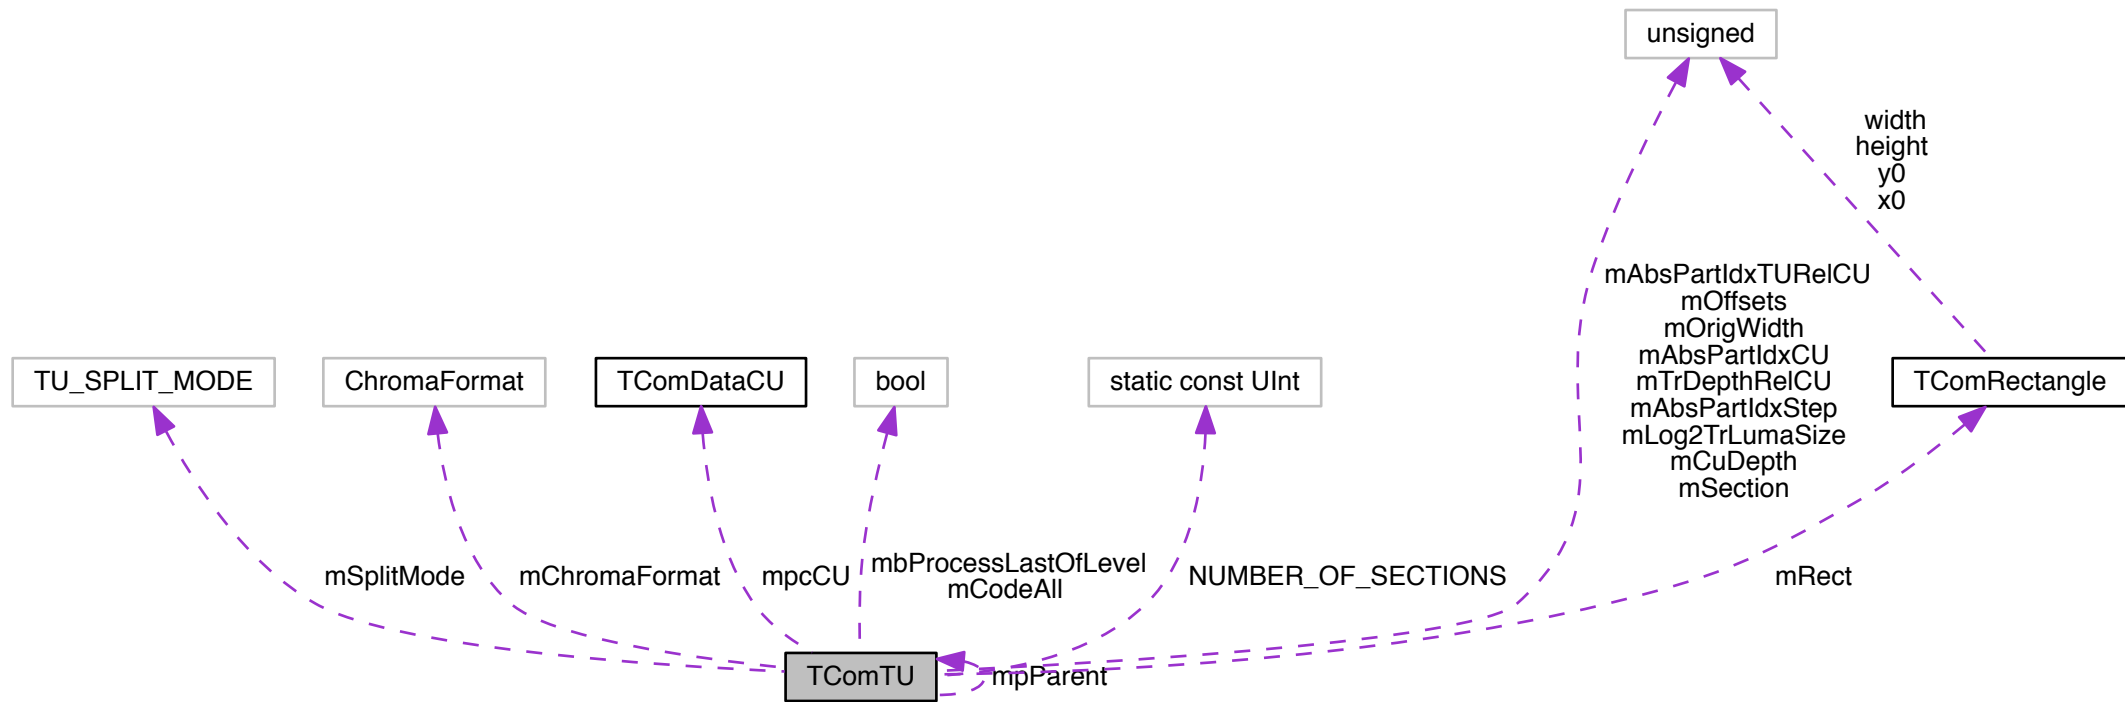 unsigned
width
height
y0
x0
mAbsPartIdxTURelCU
mOffsets
mOrigWidth
mAbsPartIdxCU
mTrDepthRelCU
mAbsPartIdxStep
mLog2TrLumaSize
mCuDepth
mSection
TU_SPLIT_MODE
ChromaFormat
TComDataCU
bool
static const UInt
TComRectangle
mSplitMode
mChromaFormat
mpcCU
mbProcessLastOfLevel
mCodeAll
NUMBER_OF_SECTIONS
mRect
TComTU
mpParent